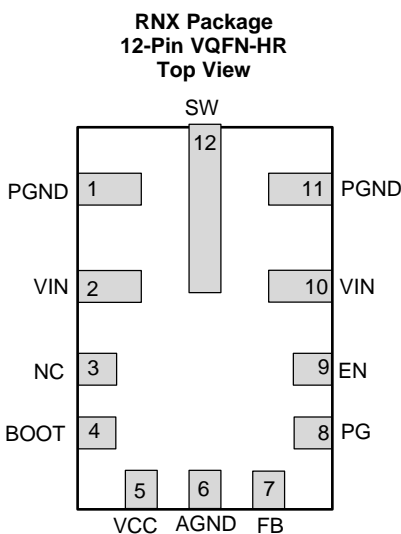 RNX Package
12-Pin VQFN-HR
Top View
SW
12
PGND 1 11 PGND
VIN 2 10 VIN
NC 3 9 EN
BOOT 4 8 PG
5 6 7
VCC AGND FB